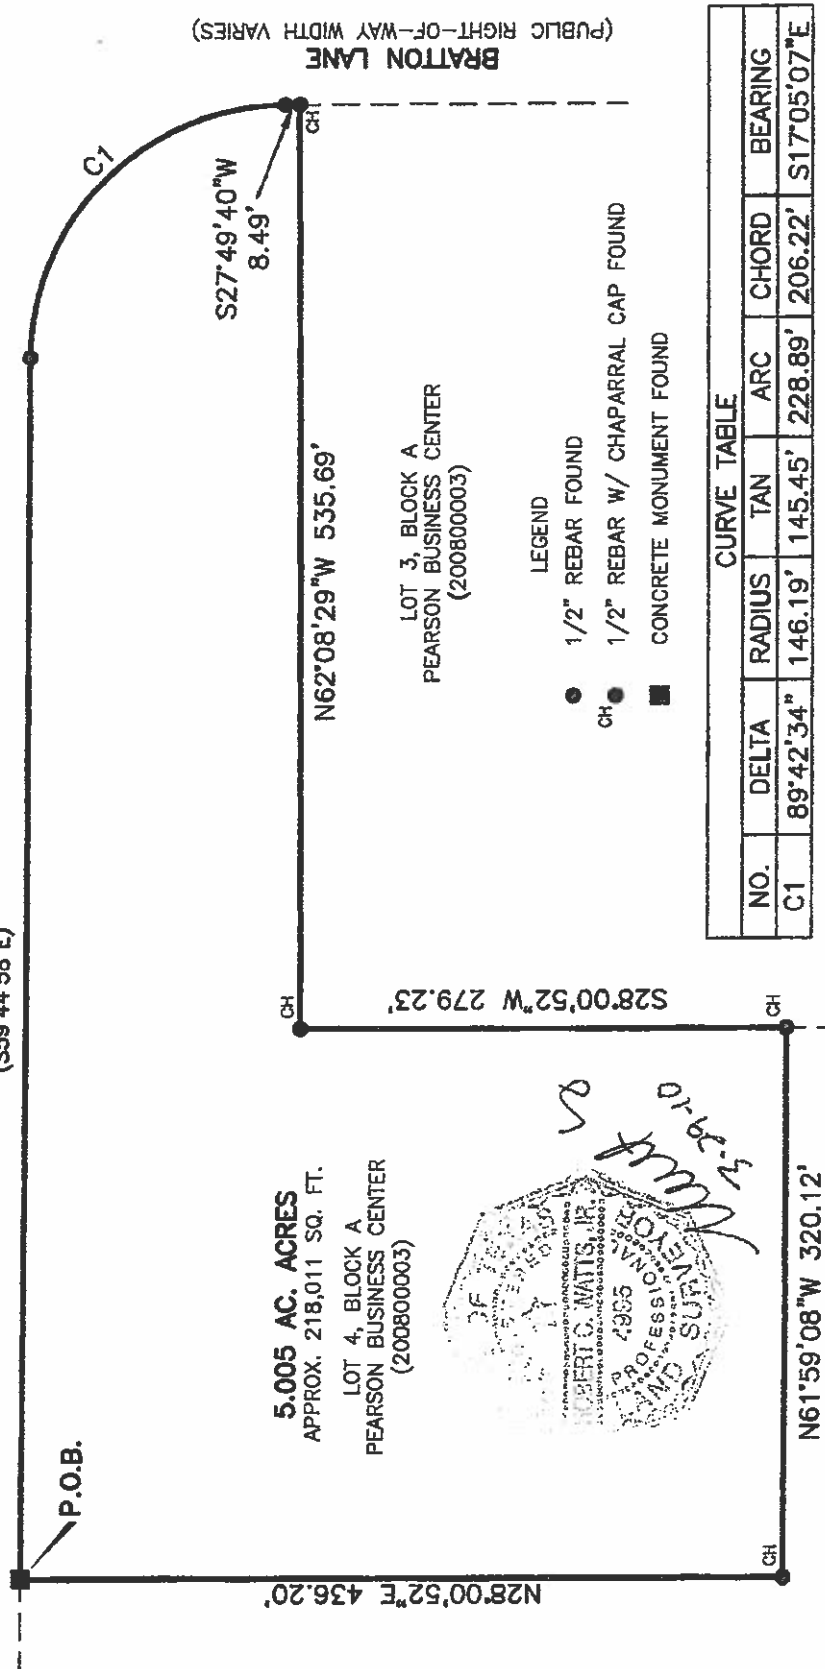 P.O.B.
C1
BRATTON LANE
(PUBLIC RIGHT-OF-WAY WIDTH VARIES)
S27°49'40"W
8.49'
CH
N62°08'29"W 535.69'
CH
5.005 AC. ACRES
APPROX. 218,011 SQ. FT.
LOT 4, BLOCK A
PEARSON BUSINESS CENTER
(200800003)
N28°00'52"E 436.20'
S28°00'52"W 279.23'
LOT 3, BLOCK A
PEARSON BUSINESS CENTER
(200800003)
LEGEND
1/2" REBAR FOUND
CH 1/2" REBAR W/ CHAPARRAL CAP FOUND
CONCRETE MONUMENT FOUND
ROBERT C. WATTS, JR.
4995
PROFESSIONAL
LAND SURVEYOR
3-29-10
CH
CH
N61°59'08"W 320.12'
CURVE TABLE
NO. DELTA RADIUS TAN ARC CHORD BEARING
C1 89°42'34" 146.19' 145.45' 228.89' 206.22' S17°05'07"E